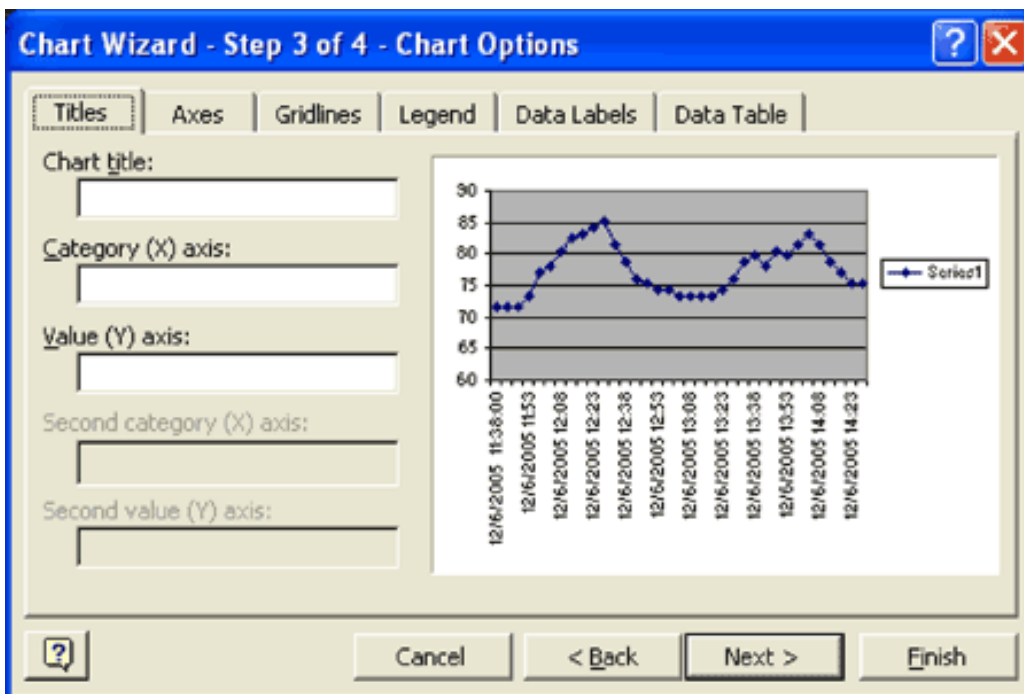 Chart Wizard - Step 3 of 4 - Chart Options
Titles Axes Gridlines Legend Data Labels Data Table
Chart title:
Category (X) axis:
Value (Y) axis:
Second category (X) axis:
Second value (Y) axis:
90
85
80
75
70
65
60
12/6/2005 11:38:00
12/6/2005 11:53
12/6/2005 12:08
12/6/2005 12:23
12/6/2005 12:38
12/6/2005 12:53
12/6/2005 13:08
12/6/2005 13:23
12/6/2005 13:38
12/6/2005 13:53
12/6/2005 14:08
12/6/2005 14:23
Series1
Cancel < Back Next > Finish